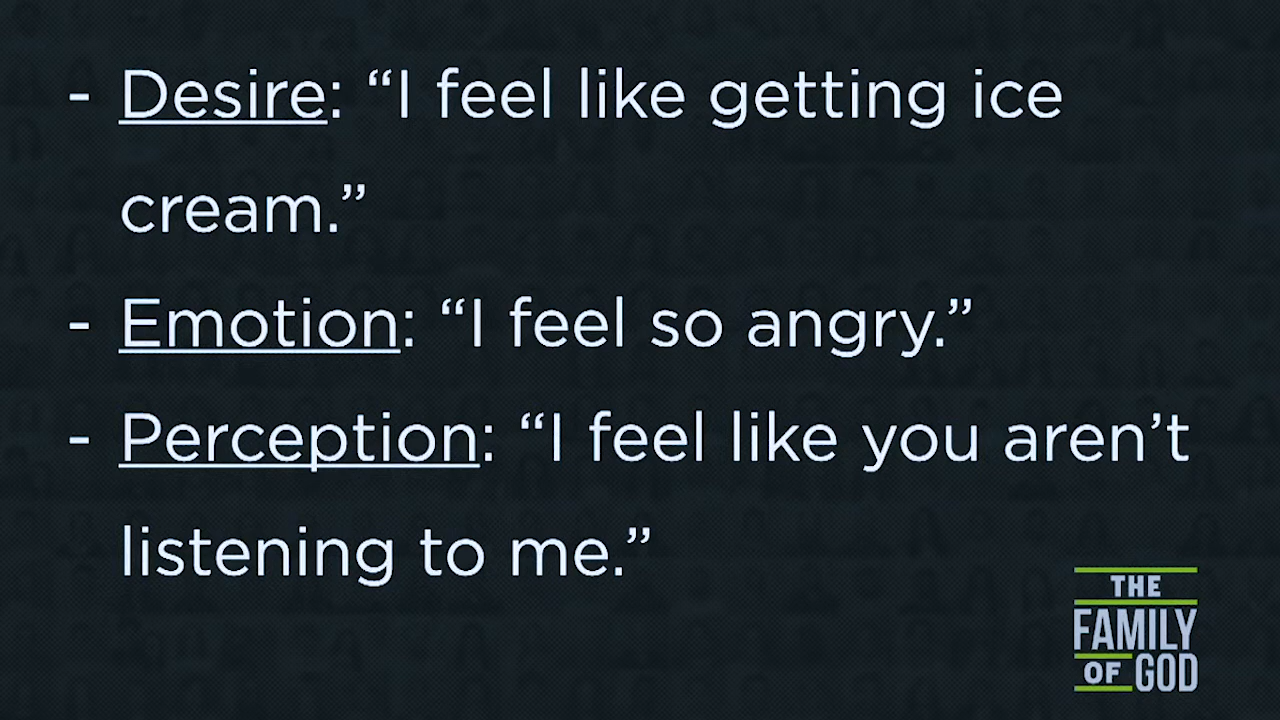 - Desire: “I feel like getting ice
cream.”
- Emotion: “I feel so angry.”
- Perception: “I feel like you aren’t
listening to me.”
THE
FAMILY
OF GOD